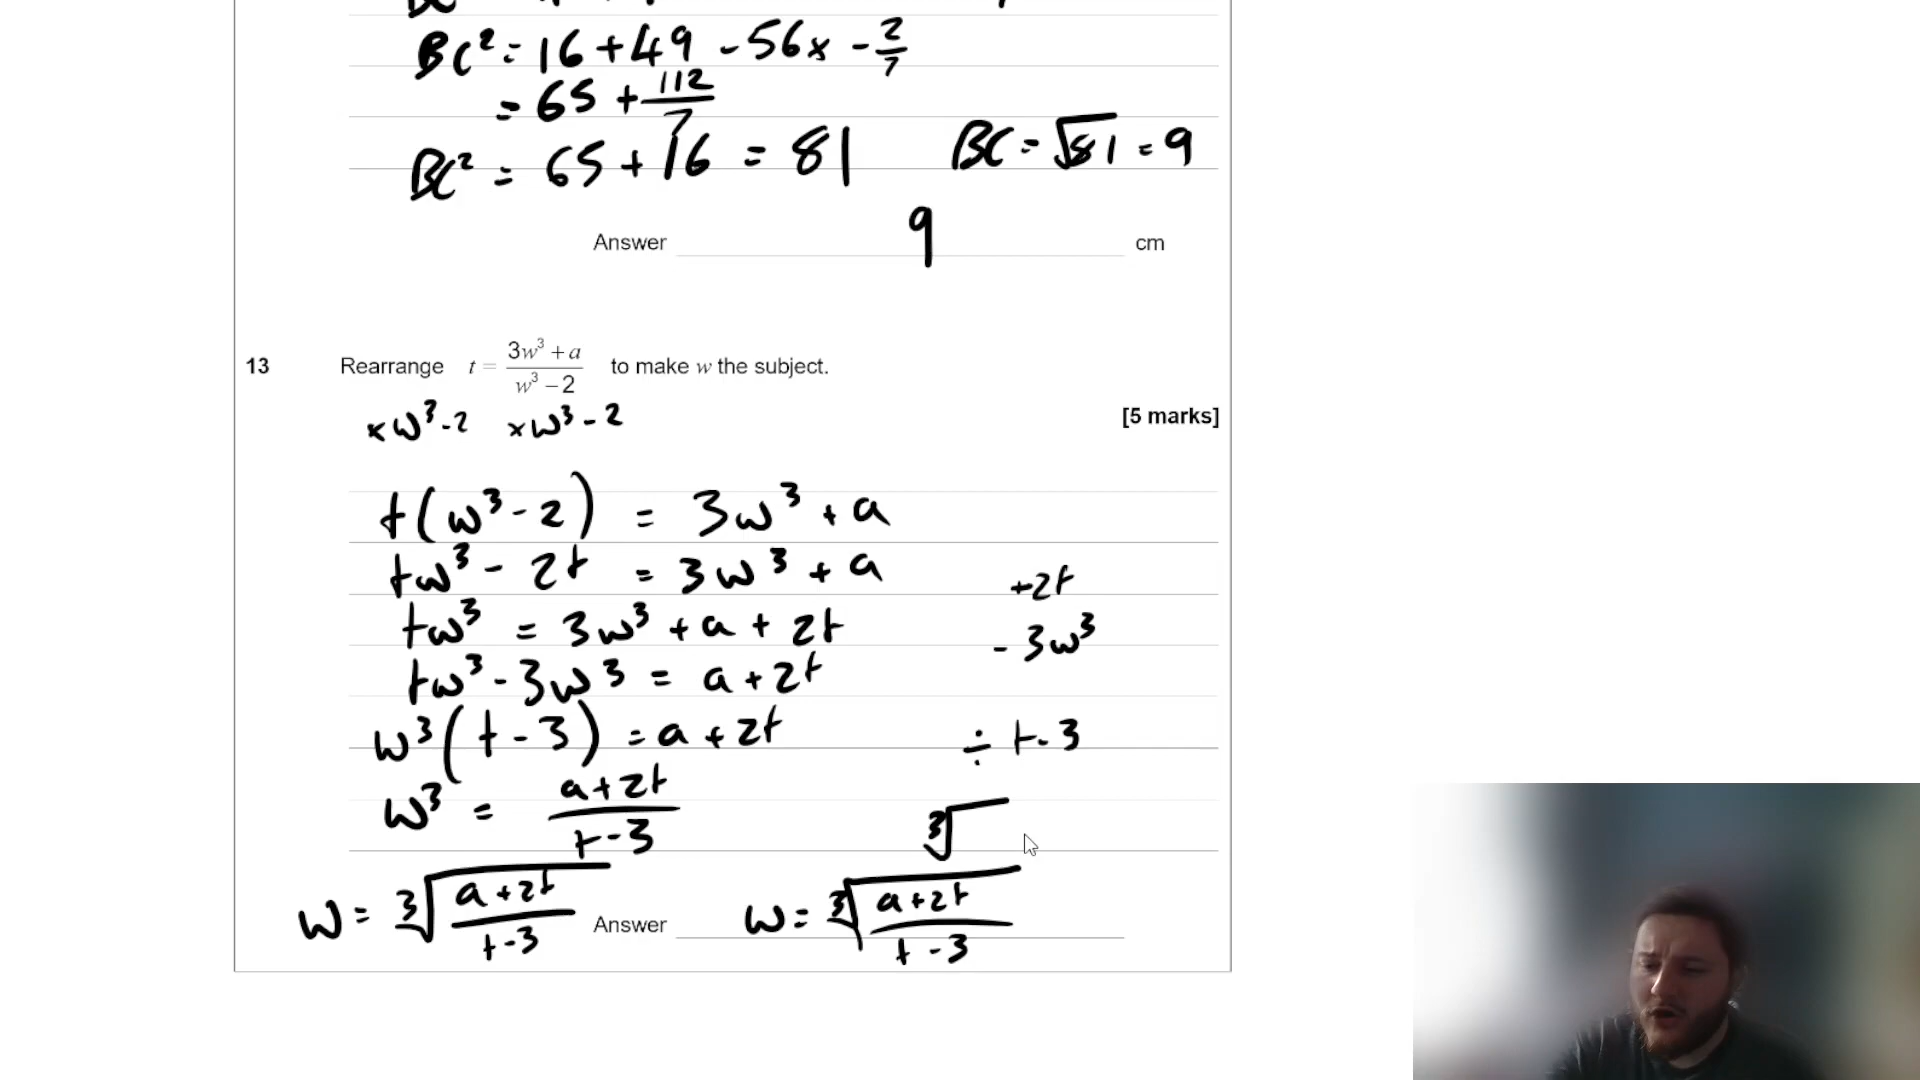 BC² = 16 + 49 - 56 x - 2/7
= 65 + 112/7
BC² = 65 + 16 = 81 BC = √81 = 9
Answer 9 cm
13 Rearrange t = (3w³ + a)/(w³ − 2) to make w the subject.
×w³-2 ×w³-2
[5 marks]
t(w³ - 2) = 3w³ + a
tw³ - 2t = 3w³ + a +2t
tw³ = 3w³ + a + 2t - 3w³
tw³ - 3w³ = a + 2t
w³(t - 3) = a + 2t ÷ t - 3
w³ = (a + 2t)/(t - 3) ∛
w = ∛((a + 2t)/(t - 3)) Answer w = ∛((a + 2t)/(t - 3))